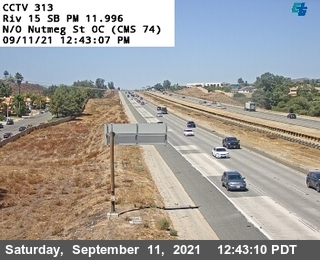 CCTV 313
Riv 15 SB PM 11.996
N/O Nutmeg St OC (CMS 74)
09/11/21 12:43:07 PM
Saturday, September 11, 2021 12:43:10 PDT